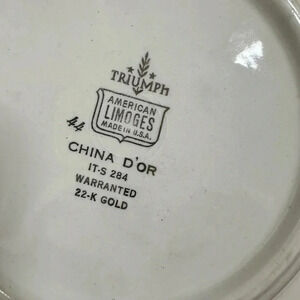 TRIUMPH
AMERICAN
LIMOGES
MADE IN U.S.A.
44
CHINA D'OR
IT-S 284
WARRANTED
22-K GOLD